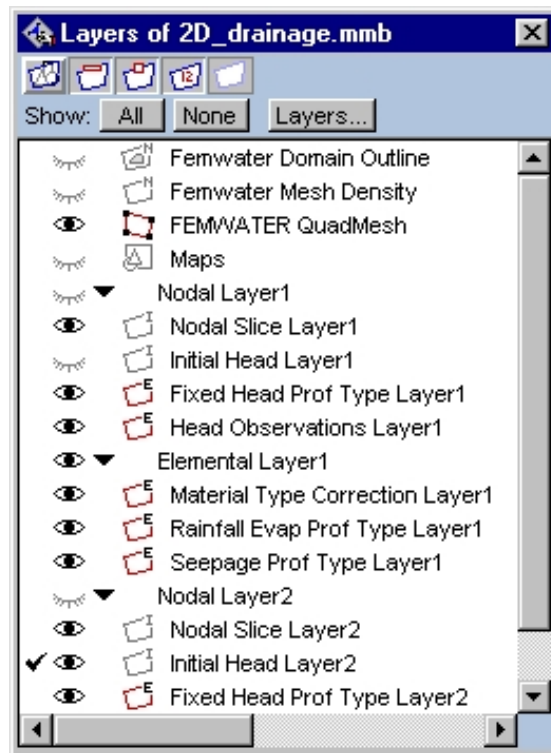 Layers of 2D_drainage.mmb
Show: All None Layers...
Femwater Domain Outline
Femwater Mesh Density
FEMWATER QuadMesh
Maps
Nodal Layer1
Nodal Slice Layer1
Initial Head Layer1
Fixed Head Prof Type Layer1
Head Observations Layer1
Elemental Layer1
Material Type Correction Layer1
Rainfall Evap Prof Type Layer1
Seepage Prof Type Layer1
Nodal Layer2
Nodal Slice Layer2
Initial Head Layer2
Fixed Head Prof Type Layer2